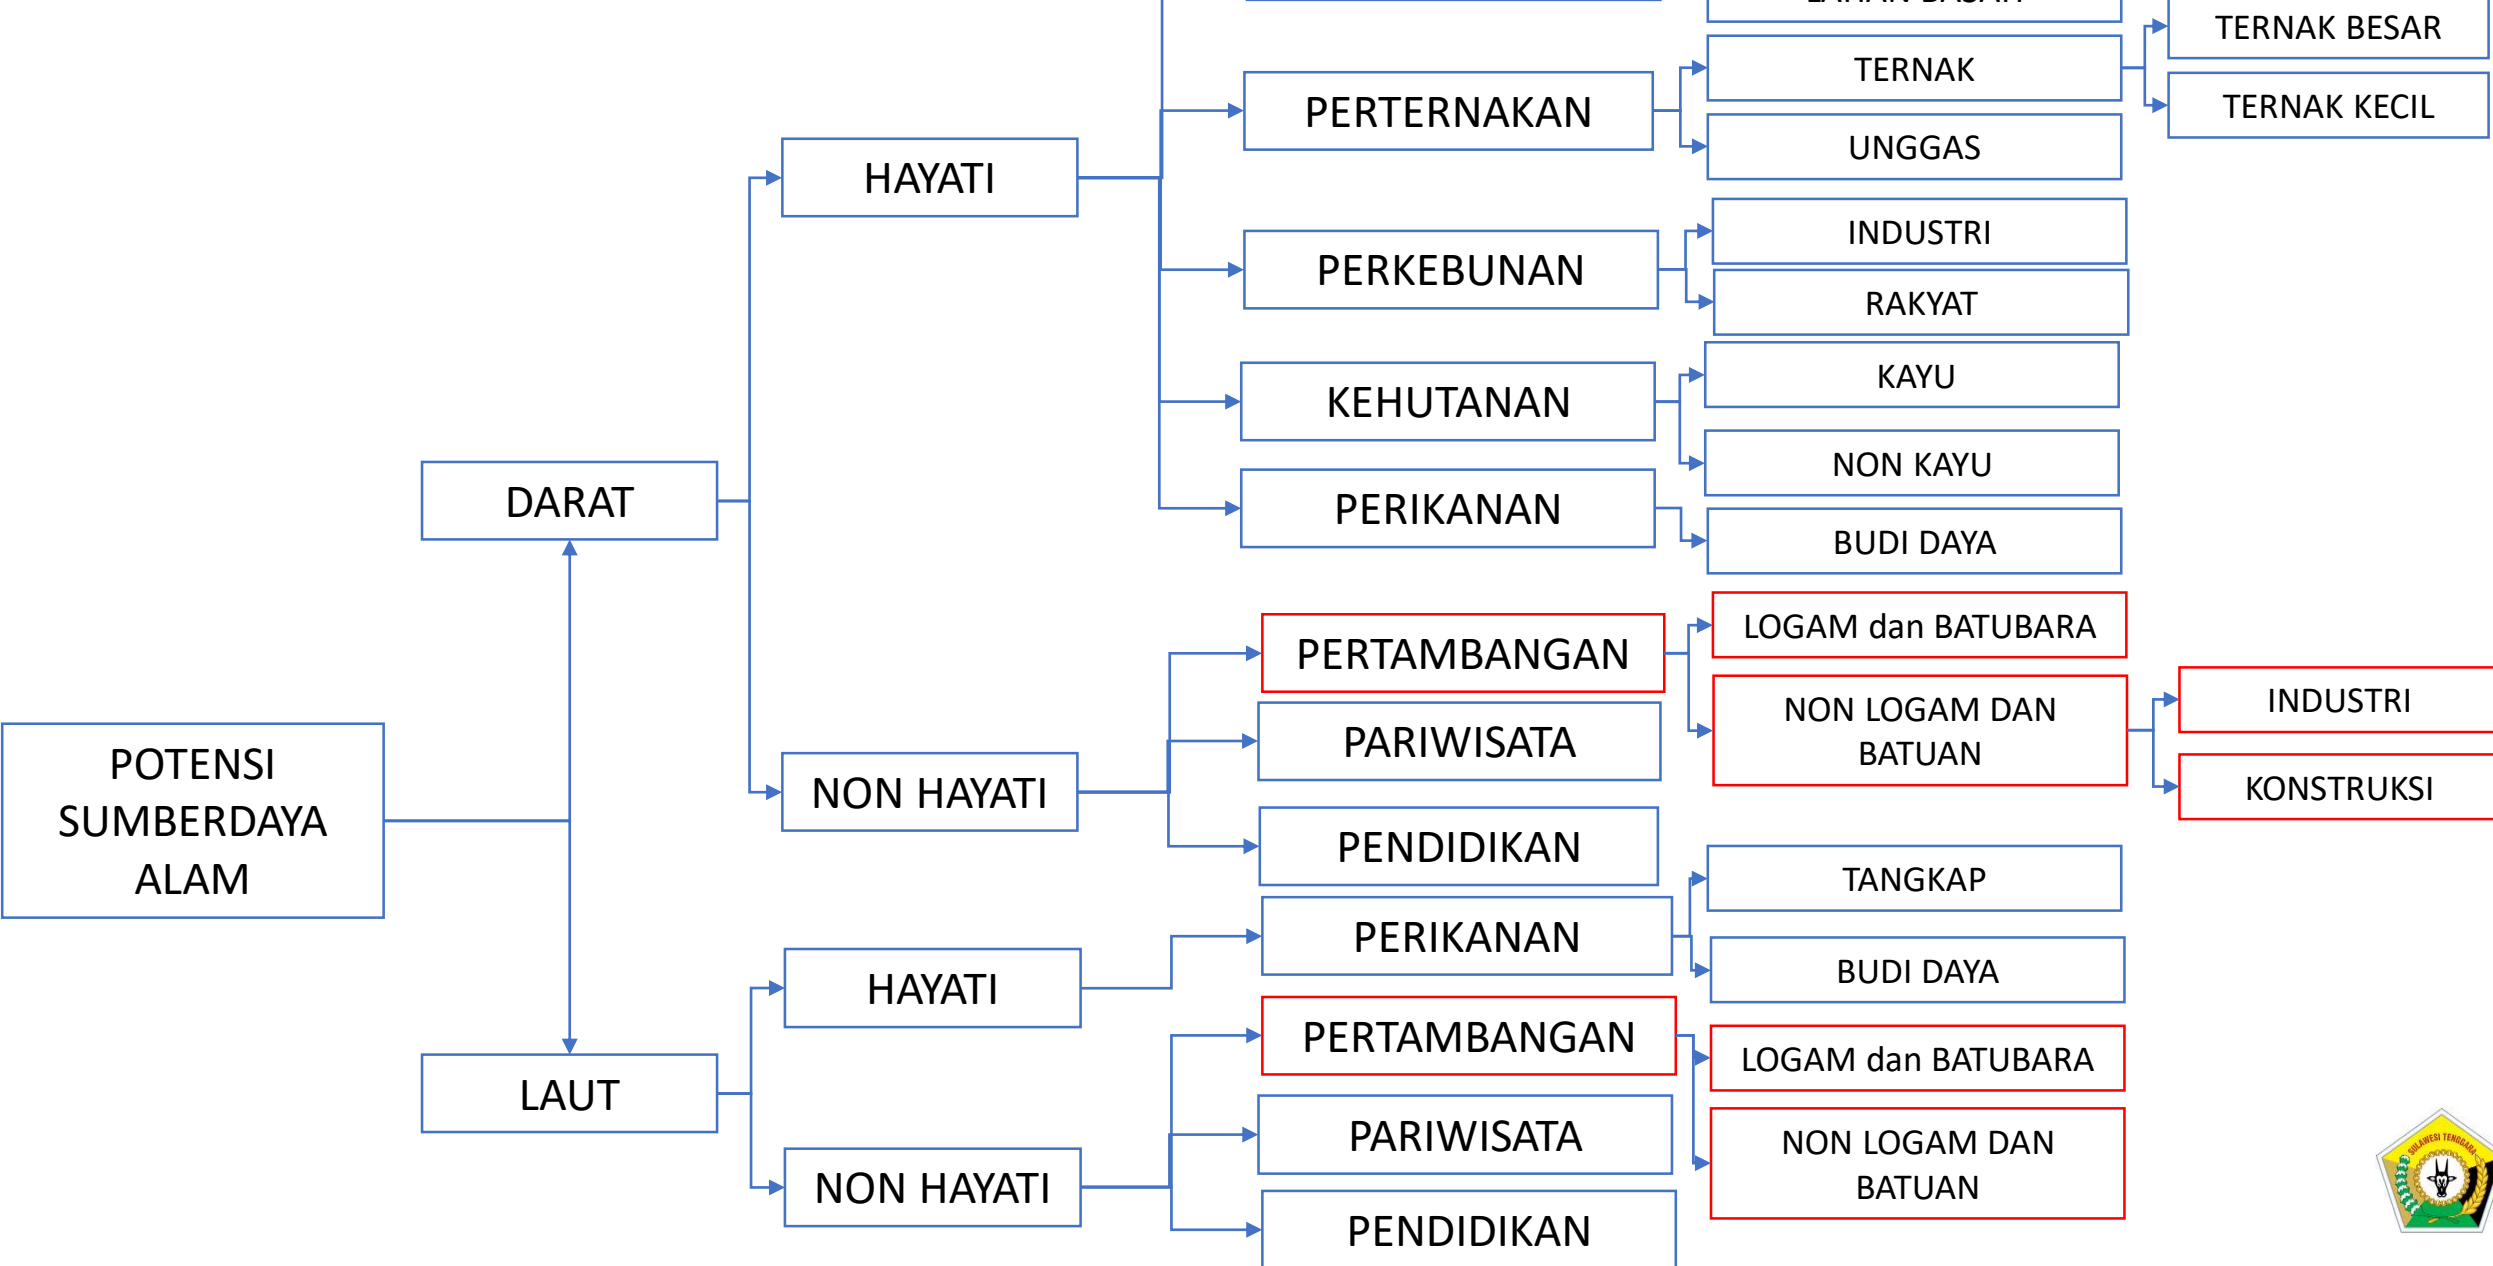 TERNAK BESAR
TERNAK
PERTERNAKAN
TERNAK KECIL
UNGGAS
HAYATI
INDUSTRI
PERKEBUNAN
RAKYAT
KAYU
KEHUTANAN
NON KAYU
DARAT
PERIKANAN
BUDI DAYA
LOGAM dan BATUBARA
PERTAMBANGAN
NON LOGAM DAN
BATUAN
INDUSTRI
KONSTRUKSI
PARIWISATA
POTENSI
SUMBERDAYA
ALAM
NON HAYATI
PENDIDIKAN
TANGKAP
PERIKANAN
BUDI DAYA
HAYATI
PERTAMBANGAN
LOGAM dan BATUBARA
LAUT
PARIWISATA
NON LOGAM DAN
BATUAN
NON HAYATI
PENDIDIKAN
SULAWESI TENGGARA